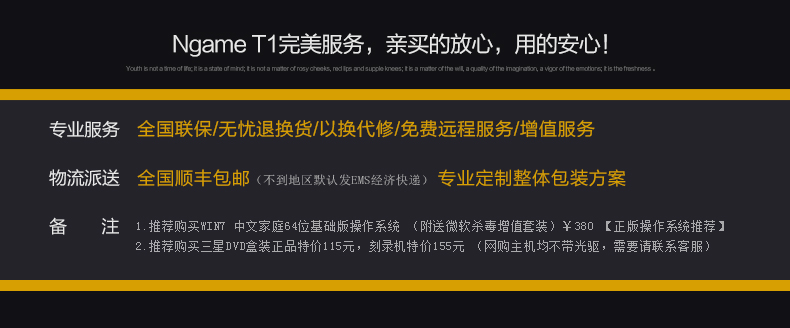 Ngame T1完美服务，亲买的放心，用的安心！
Youth is not a time of life; it is a state of mind; it is not a matter of rosy cheeks, red lips and supple knees; it is a matter of the will, a quality of the imagination, a vigor of the emotions; it is the freshness 。
专业服务 全国联保/无忧退换货/以换代修/免费远程服务/增值服务
物流派送 全国顺丰包邮（不到地区默认发EMS经济快递） 专业定制整体包装方案
备 注 1.推荐购买WIN7 中文家庭64位基础版操作系统 （附送微软杀毒增值套装）￥380 【正版操作系统推荐】
2.推荐购买三星DVD盒装正品特价115元，刻录机特价155元 （网购主机均不带光驱，需要请联系客服）